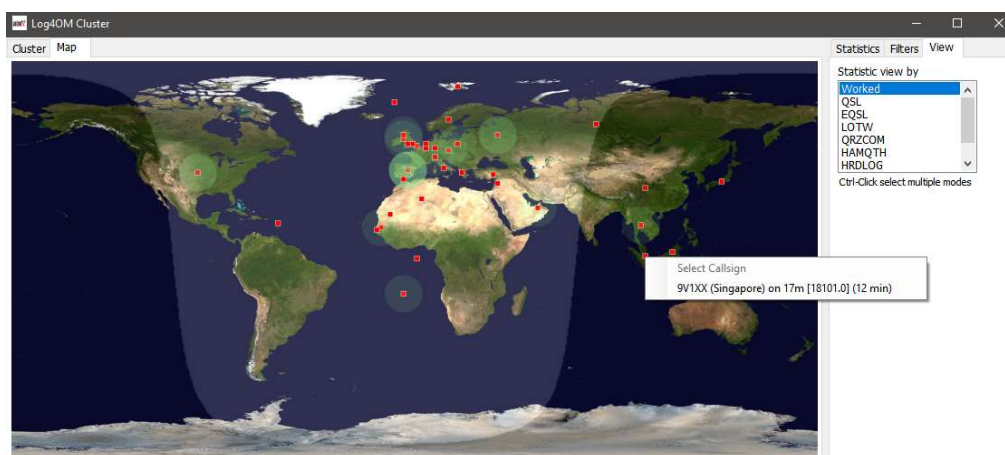 Log4OM Cluster
Cluster Map
Statistics Filters View
Statistic view by
Worked
QSL
EQSL
LOTW
QRZCOM
HAMQTH
HRDLOG
Ctrl-Click select multiple modes
Select Callsign
9V1XX (Singapore) on 17m [18101.0] (12 min)